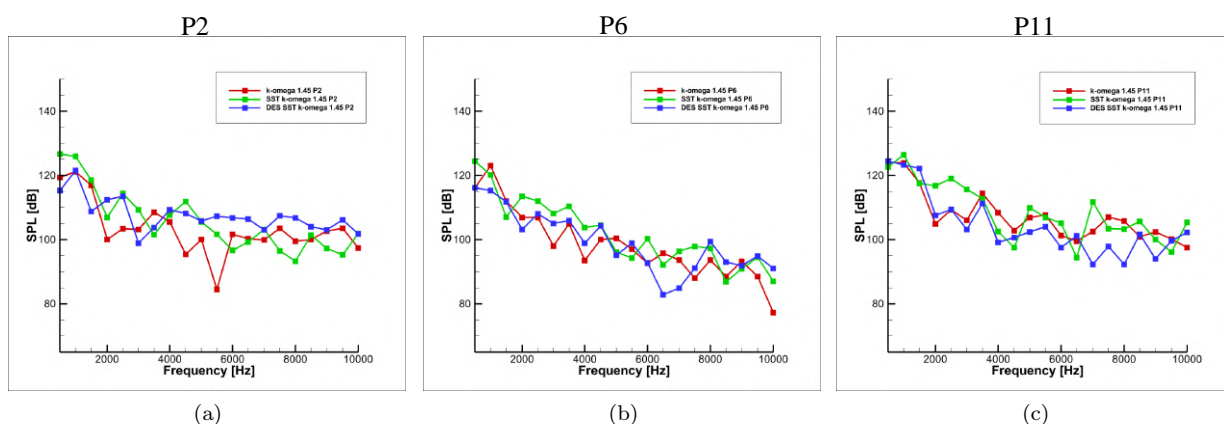 P2
P6
P11
k-omega 1.45 P2
SST k-omega 1.45 P2
DES SST k-omega 1.45 P2
140
120
100
80
SPL [dB]
2000 4000 6000 8000 10000
Frequency [Hz]
(a)
k-omega 1.45 P6
SST k-omega 1.45 P6
DES SST k-omega 1.45 P6
140
120
100
80
SPL [dB]
2000 4000 6000 8000 10000
Frequency [Hz]
(b)
k-omega 1.45 P11
SST k-omega 1.45 P11
DES SST k-omega 1.45 P11
140
120
100
80
SPL [dB]
2000 4000 6000 8000 10000
Frequency [Hz]
(c)